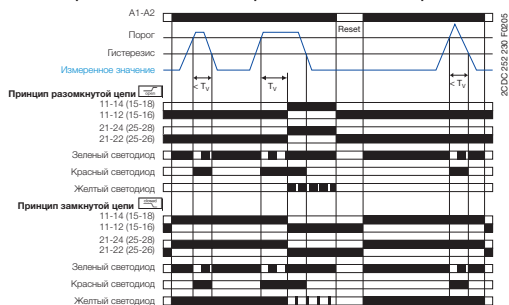 A1-A2
Reset
Порог
Гистерезис
Измеренное значение
< Tv
Tv
< Tv
Принцип разомкнутой цепи open
11-14 (15-18)
11-12 (15-16)
21-24 (25-28)
21-22 (25-26)
Зеленый светодиод
Красный светодиод
Желтый светодиод
Принцип замкнутой цепи closed
11-14 (15-18)
11-12 (15-16)
21-24 (25-28)
21-22 (25-26)
Зеленый светодиод
Красный светодиод
Желтый светодиод
2CDC 252 230 F0205